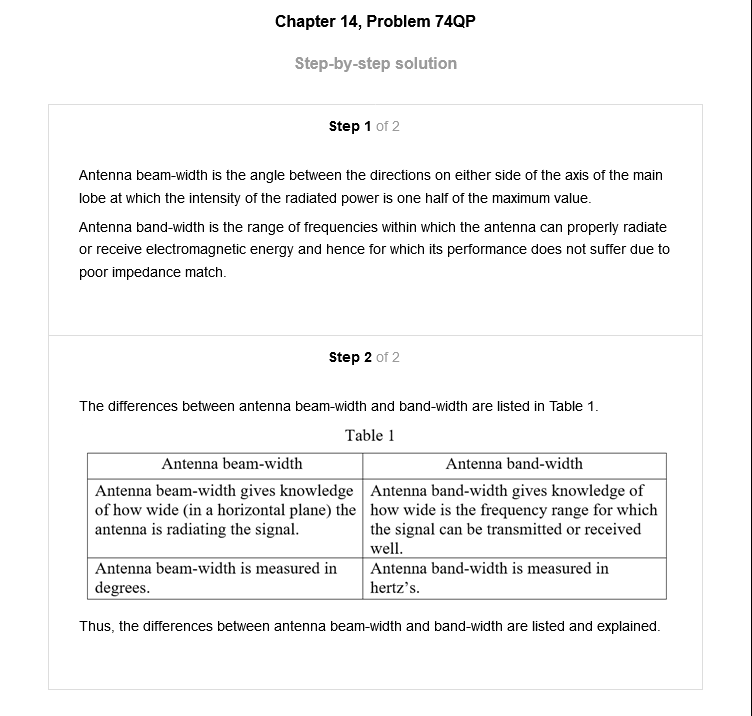 Chapter 14, Problem 74QP
Step-by-step solution
Step 1 of 2
Antenna beam-width is the angle between the directions on either side of the axis of the main
lobe at which the intensity of the radiated power is one half of the maximum value.
Antenna band-width is the range of frequencies within which the antenna can properly radiate
or receive electromagnetic energy and hence for which its performance does not suffer due to
poor impedance match.
Step 2 of 2
The differences between antenna beam-width and band-width are listed in Table 1.
Table 1
Antenna beam-width
Antenna band-width
Antenna beam-width gives knowledge
of how wide (in a horizontal plane) the
antenna is radiating the signal.
Antenna band-width gives knowledge of
how wide is the frequency range for which
the signal can be transmitted or received
well.
Antenna beam-width is measured in
degrees.
Antenna band-width is measured in
hertz's.
Thus, the differences between antenna beam-width and band-width are listed and explained.